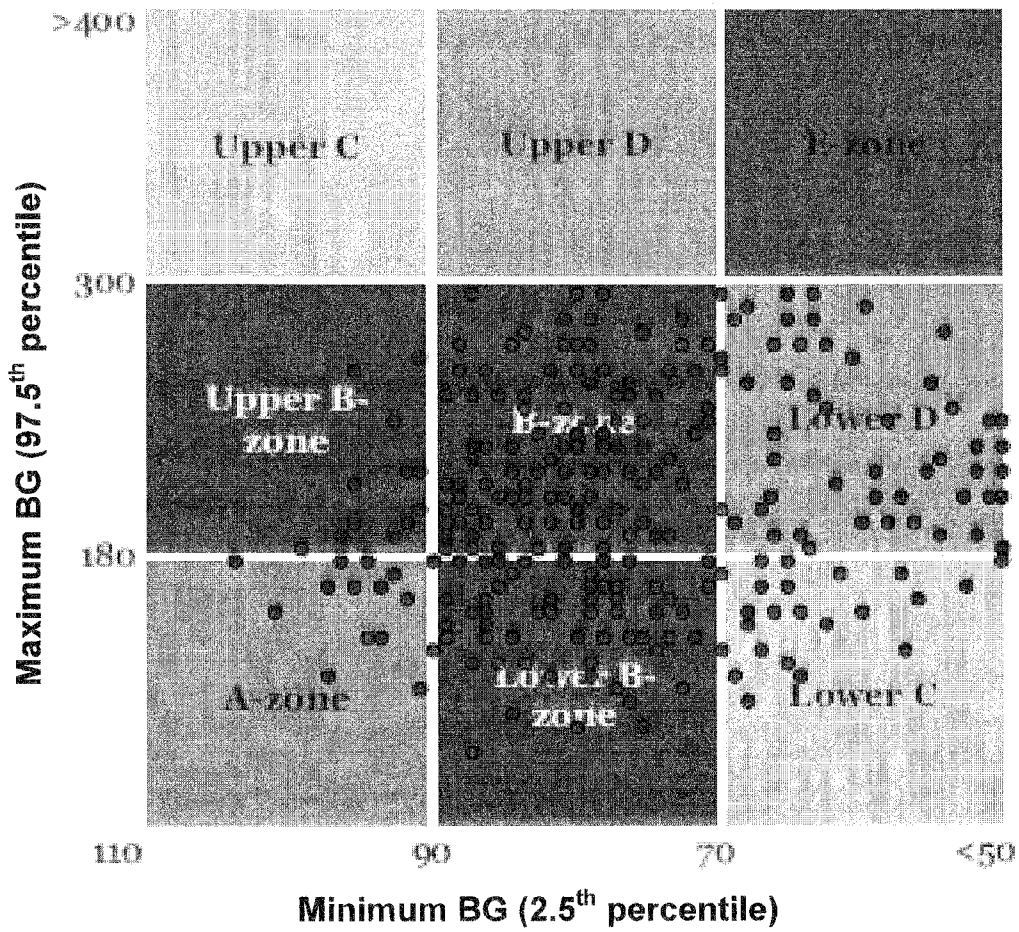 >400
Upper C
Upper D
E-zone
300
Upper B-
zone
B-zone
Lower D
180
A-zone
Lower B-
zone
Lower C
110
90
70
<50
Maximum BG (97.5th percentile)
Minimum BG (2.5th percentile)